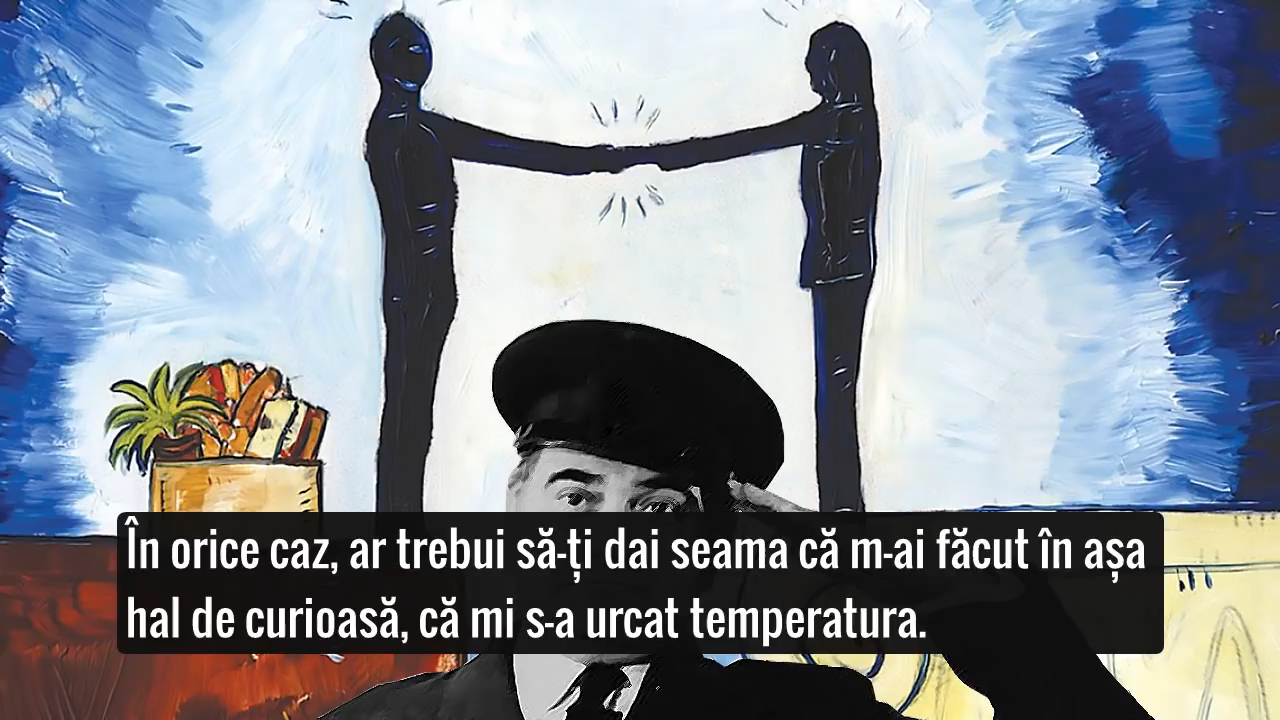 În orice caz, ar trebui să-ți dai seama că m-ai făcut în așa
hal de curioasă, că mi s-a urcat temperatura.